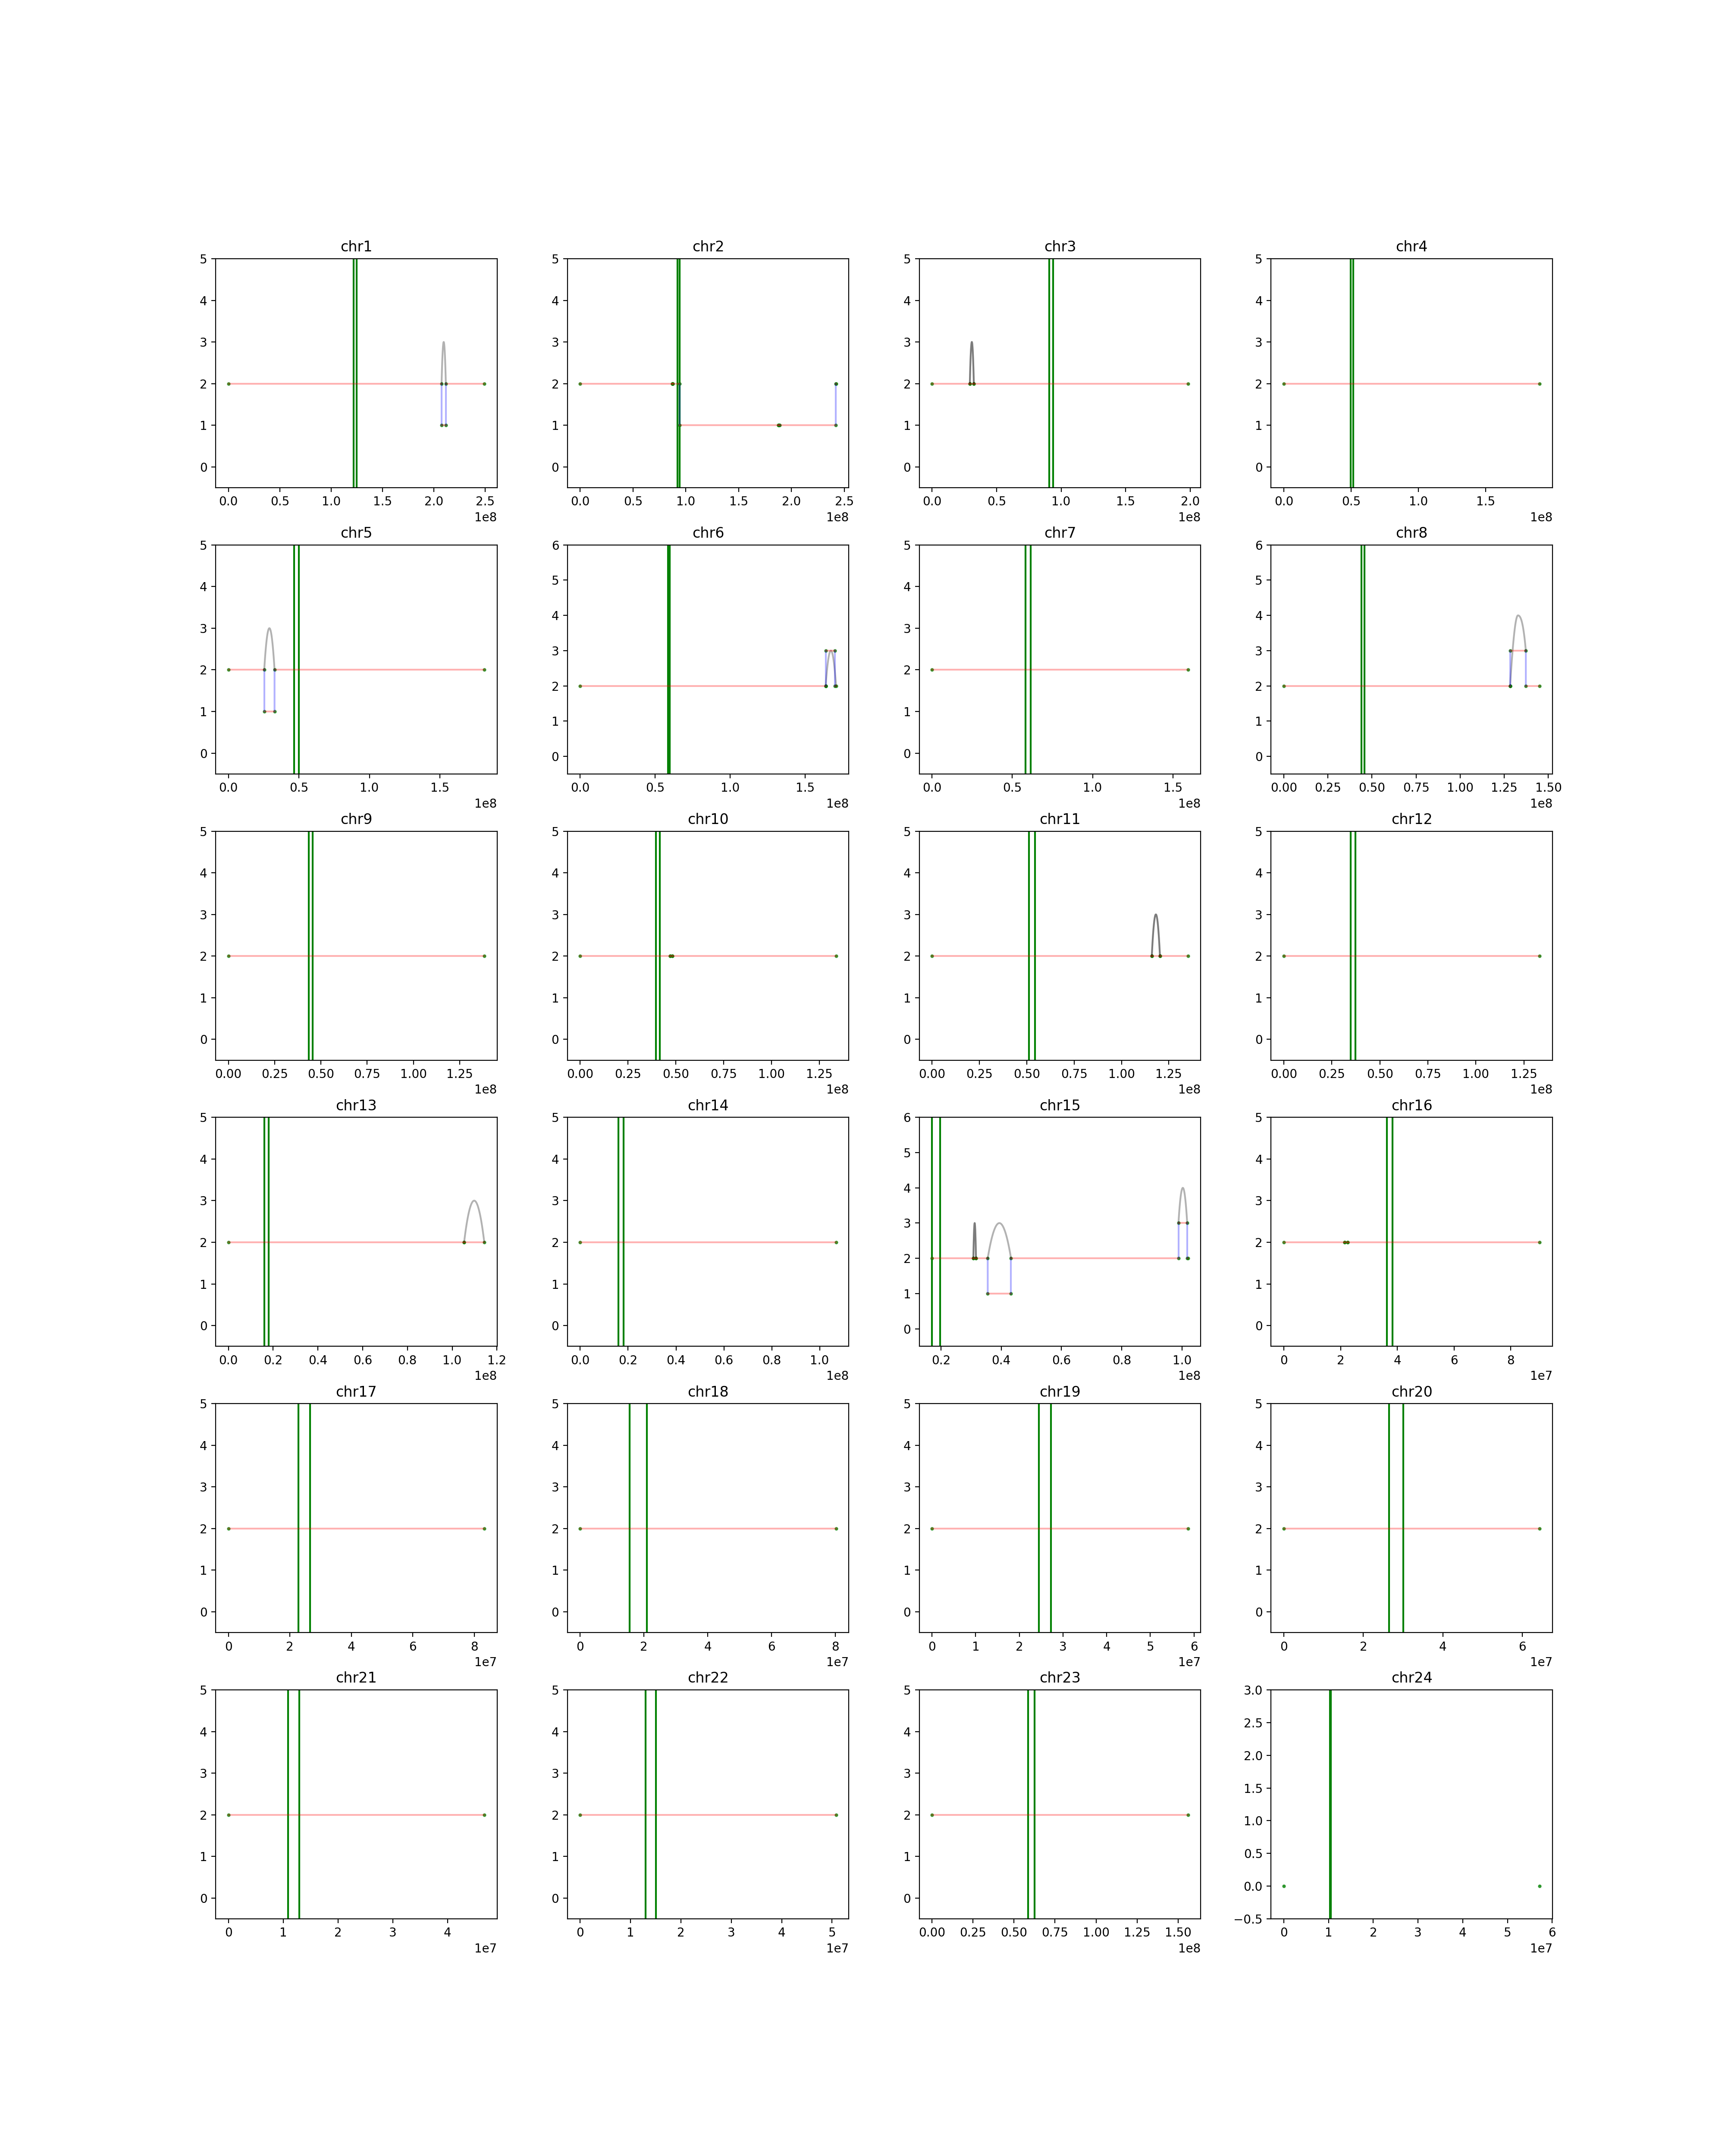 chr1 chr2 chr3 chr4
5 5 5 5
4 4 4 4
3 3 3 3
2 2 2 2
1 1 1 1
0 0 0 0
0.0 0.5 1.0 1.5 2.0 2.5 0.0 0.5 1.0 1.5 2.0 2.5 0.0 0.5 1.0 1.5 2.0 0.0 0.5 1.0 1.5
1e8 1e8 1e8 1e8
chr5 chr6 chr7 chr8
5 6 5 6
4 5 4 5
3 4 3 4
2 3 2 3
1 2 1 2
0 1 0 1
0 0
0.0 0.5 1.0 1.5 0.0 0.5 1.0 1.5 0.0 0.5 1.0 1.5 0.00 0.25 0.50 0.75 1.00 1.25 1.50
1e8 1e8 1e8 1e8
chr9 chr10 chr11 chr12
5 5 5 5
4 4 4 4
3 3 3 3
2 2 2 2
1 1 1 1
0 0 0 0
0.00 0.25 0.50 0.75 1.00 1.25 0.00 0.25 0.50 0.75 1.00 1.25 0.00 0.25 0.50 0.75 1.00 1.25 0.00 0.25 0.50 0.75 1.00 1.25
1e8 1e8 1e8 1e8
chr13 chr14 chr15 chr16
5 5 6 5
4 4 5 4
3 3 4 3
2 2 3 2
1 1 2 1
0 0 1 0
0
0.0 0.2 0.4 0.6 0.8 1.0 1.2 0.0 0.2 0.4 0.6 0.8 1.0 0.2 0.4 0.6 0.8 1.0 0 2 4 6 8
1e8 1e8 1e8 1e7
chr17 chr18 chr19 chr20
5 5 5 5
4 4 4 4
3 3 3 3
2 2 2 2
1 1 1 1
0 0 0 0
0 2 4 6 8 0 2 4 6 8 0 1 2 3 4 5 6 0 2 4 6
1e7 1e7 1e7 1e7
chr21 chr22 chr23 chr24
5 5 5 3.0
4 4 4 2.5
3 3 3 2.0
2 2 2 1.5
1 1 1 1.0
0 0 0 0.5
0.0
−0.5
0 1 2 3 4 0 1 2 3 4 5 0.00 0.25 0.50 0.75 1.00 1.25 1.50 0 1 2 3 4 5 6
1e7 1e7 1e8 1e7